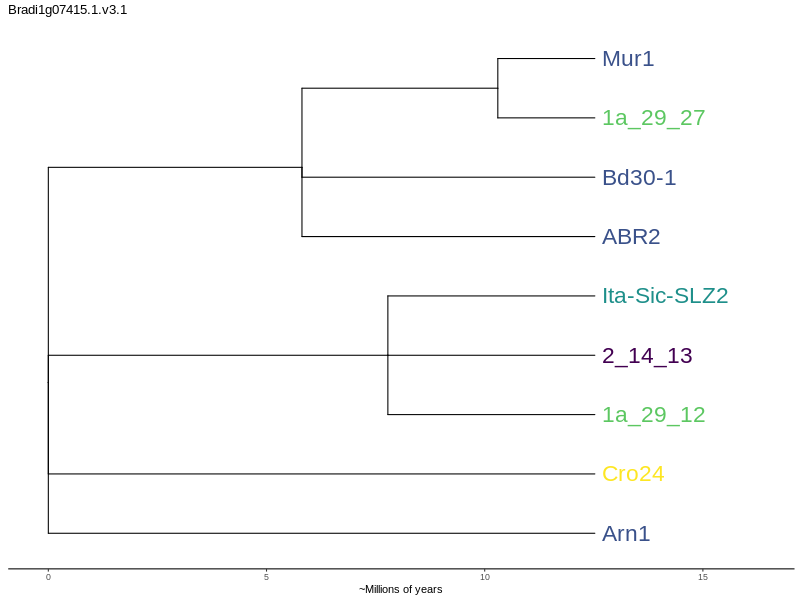 Bradi1g07415.1.v3.1
Mur1
1a_29_27
Bd30-1
ABR2
Ita-Sic-SLZ2
2_14_13
1a_29_12
Cro24
Arn1
0 5 10 15
~Millions of years